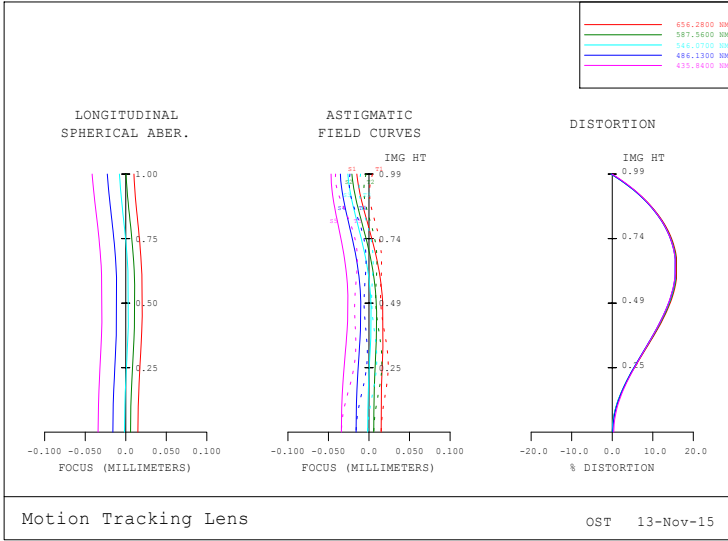 656.2800 NM
587.5600 NM
546.0700 NM
486.1300 NM
435.8400 NM
LONGITUDINAL
SPHERICAL ABER.
1.00
0.75
0.50
0.25
-0.100 -0.050 0.0 0.050 0.100
FOCUS (MILLIMETERS)
ASTIGMATIC
FIELD CURVES
IMG HT
S1 T1
T2
0.99
0.74
0.49
0.25
-0.100 -0.050 0.0 0.050 0.100
FOCUS (MILLIMETERS)
DISTORTION
IMG HT
0.99
0.74
0.49
0.25
-20.0 -10.0 0.0 10.0 20.0
% DISTORTION
Motion Tracking Lens
OST 13-Nov-15